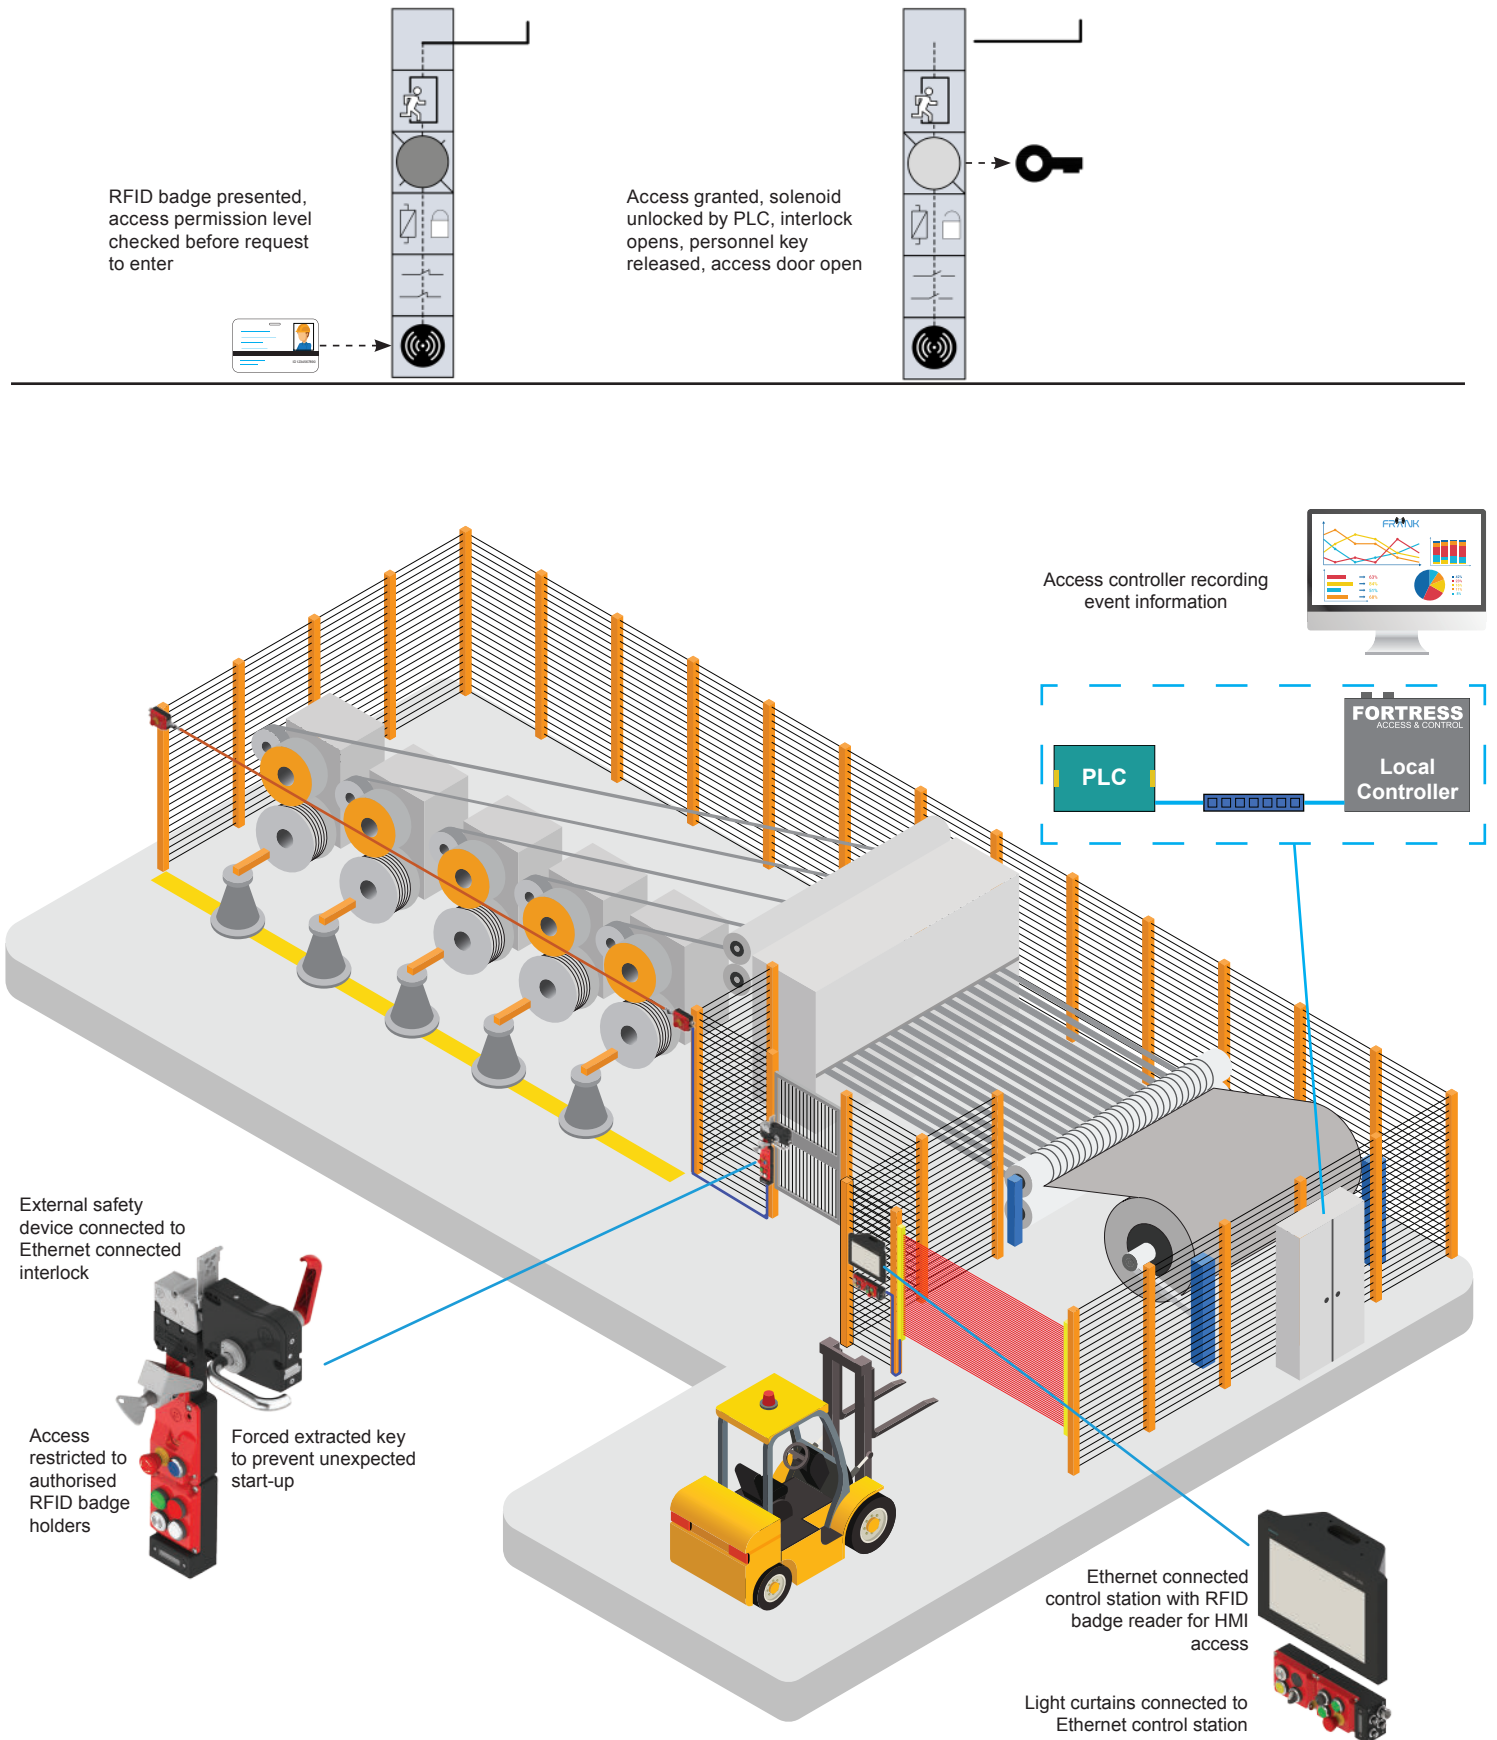 RFID badge presented,
access permission level
checked before request
to enter
Access granted, solenoid
unlocked by PLC, interlock
opens, personnel key
released, access door open
Access controller recording
event information
FRANK
FORTRESS
ACCESS & CONTROL
Local
Controller
PLC
External safety
device connected to
Ethernet connected
interlock
Access
restricted to
authorised
RFID badge
holders
Forced extracted key
to prevent unexpected
start-up
Ethernet connected
control station with RFID
badge reader for HMI
access
Light curtains connected to
Ethernet control station